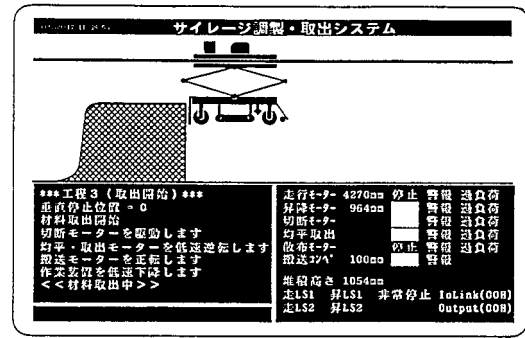 サイレージ調製・取出システム
***工程3(取出開始)***
垂直停止位置 = 0
材料取出開始
切断モーターを駆動します
均平・取出モーターを低速逆転します
搬送モーターを正転します
作業装置を低速下降します
<<材料取出中>>
走行モーター 4270mm 停止 警報 過負荷
昇降モーター 964mm 警報 過負荷
切断モーター 警報 過負荷
均平取出 警報 過負荷
散布モーター 停止 警報 過負荷
搬送コンベ 100mm 警報
堆積高さ 1054mm
走LS1 昇LS1 非常停止 IoLink(00H)
走LS2 昇LS2 Output(00H)